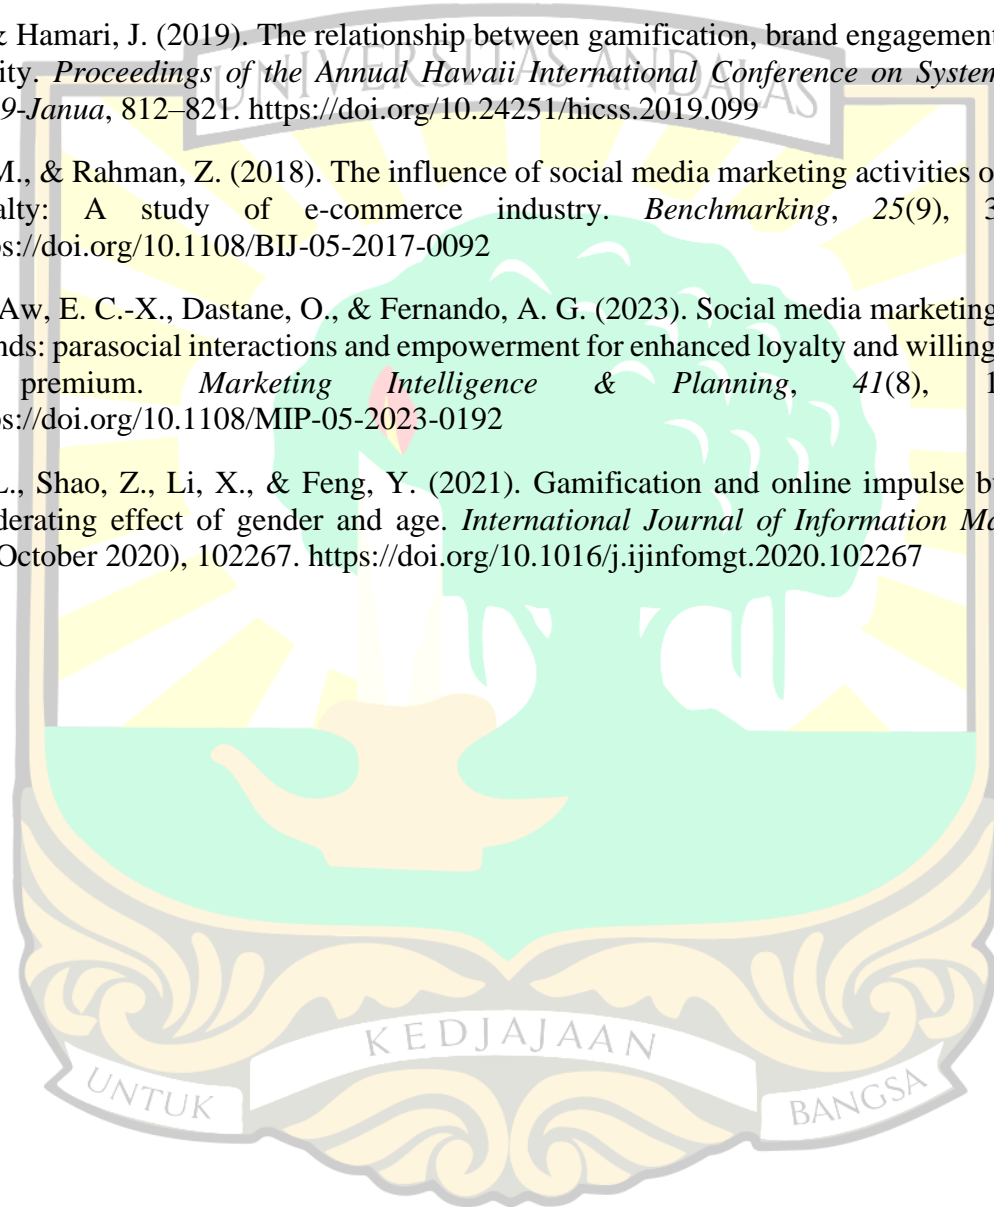 & Hamari, J. (2019). The relationship between gamification, brand engagement
ity. Proceedings of the Annual Hawaii International Conference on System
9-Janua, 812–821. https://doi.org/10.24251/hicss.2019.099
M., & Rahman, Z. (2018). The influence of social media marketing activities o
alty: A study of e-commerce industry. Benchmarking, 25(9), 3
ps://doi.org/10.1108/BIJ-05-2017-0092
Aw, E. C.-X., Dastane, O., & Fernando, A. G. (2023). Social media marketing
nds: parasocial interactions and empowerment for enhanced loyalty and willing
premium. Marketing Intelligence & Planning, 41(8), 1
ps://doi.org/10.1108/MIP-05-2023-0192
L., Shao, Z., Li, X., & Feng, Y. (2021). Gamification and online impulse b
derating effect of gender and age. International Journal of Information Ma
October 2020), 102267. https://doi.org/10.1016/j.ijinfomgt.2020.102267
UNIVERSITAS ANDALAS
KEDJAJAAN
UNTUK
BANGSA